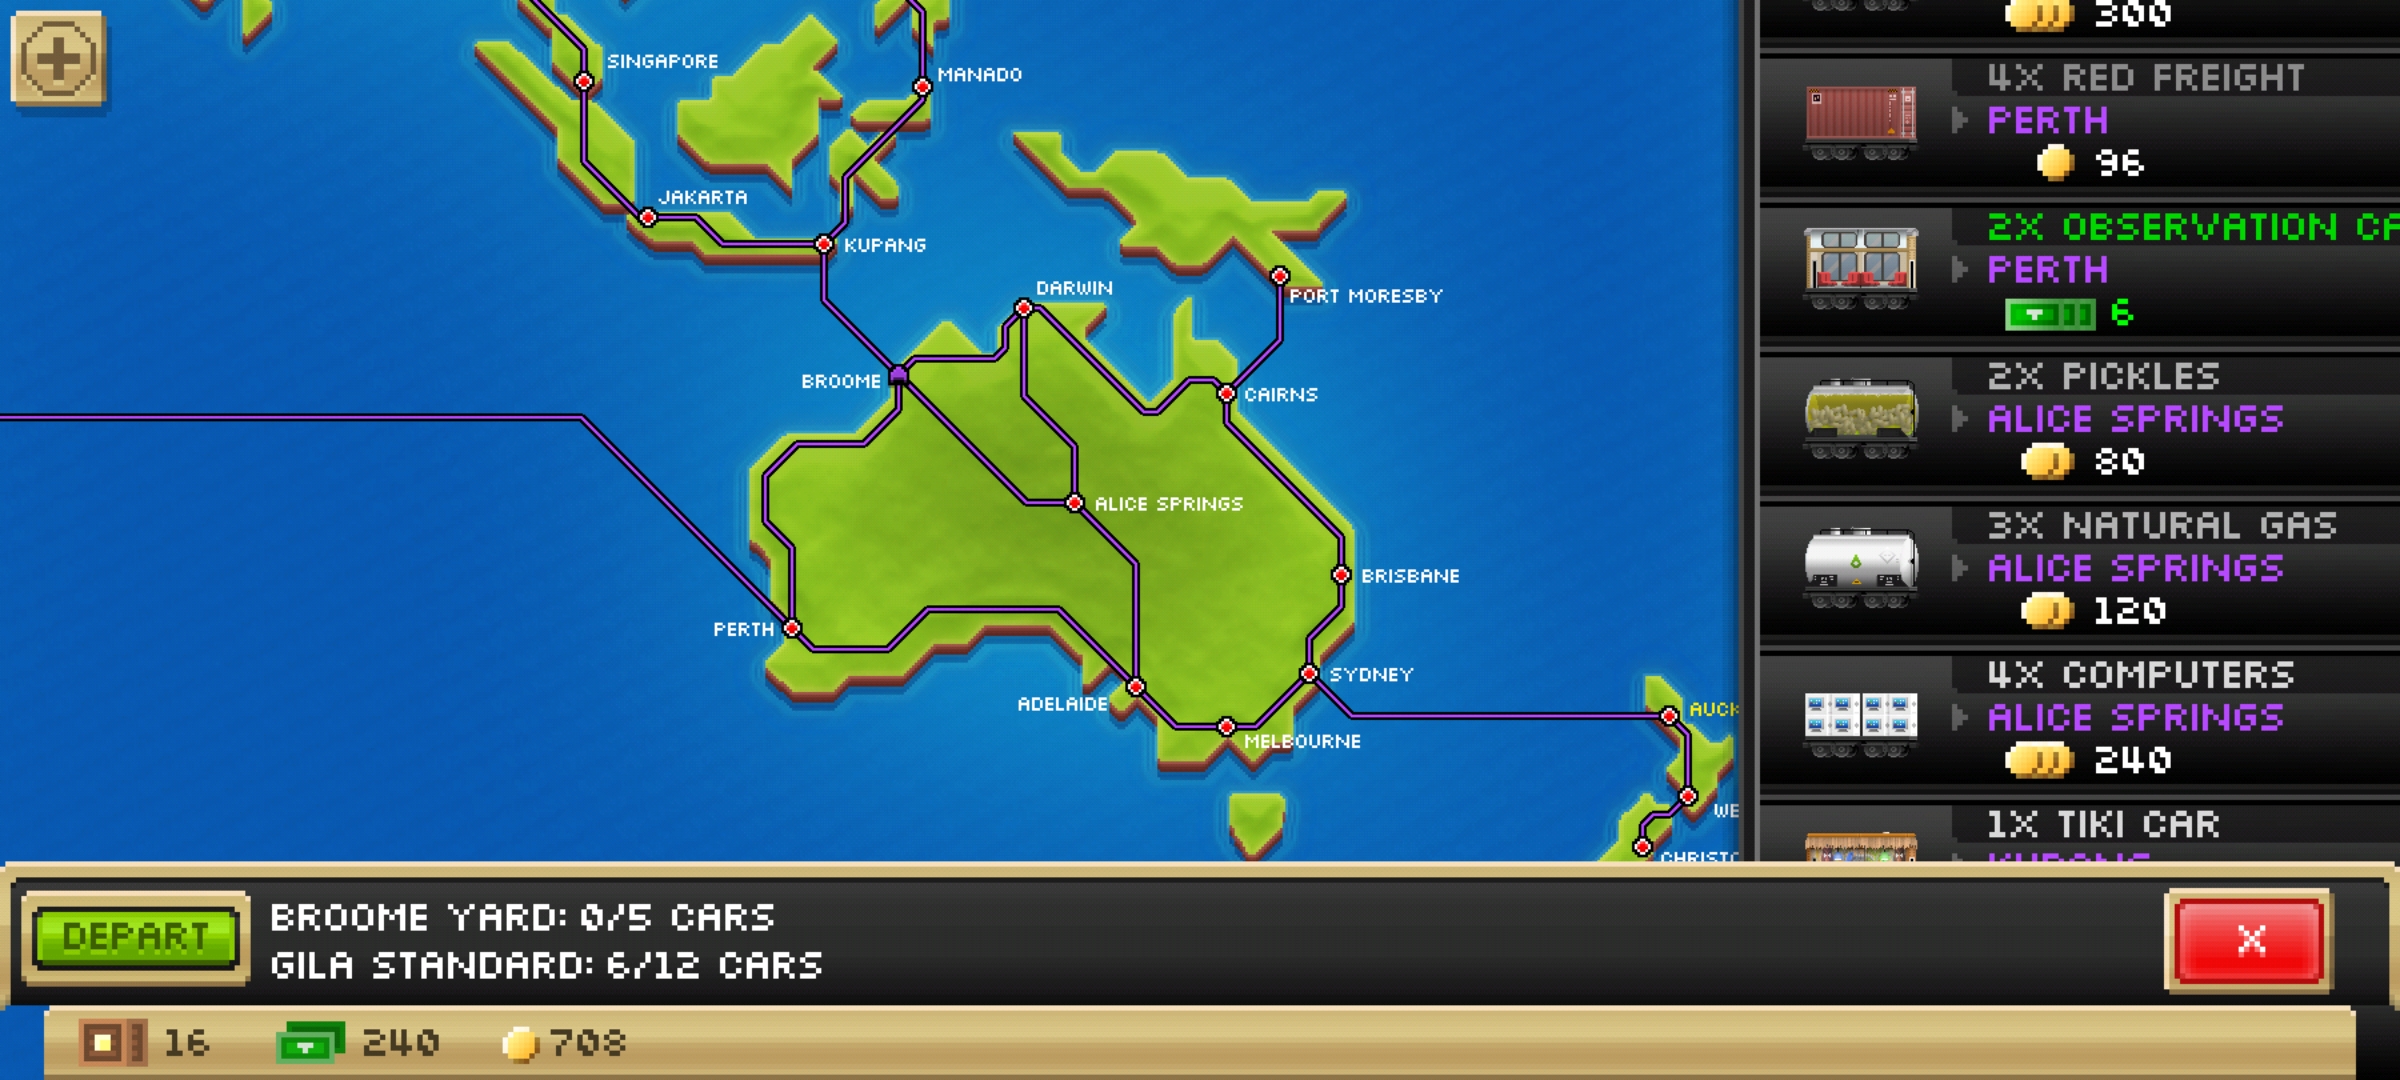 SINGAPORE
MANADO
JAKARTA
KUPANG
DARWIN
PORT MORESBY
BROOME
CAIRNS
ALICE SPRINGS
BRISBANE
PERTH
SYDNEY
ADELAIDE
MELBOURNE
AUCK
WE
CHRISTC
300
4X RED FREIGHT
PERTH
96
2X OBSERVATION CA
PERTH
6
2X PICKLES
ALICE SPRINGS
80
3X NATURAL GAS
ALICE SPRINGS
120
4X COMPUTERS
ALICE SPRINGS
240
1X TIKI CAR
KUPANG
DEPART
BROOME YARD: 0/5 CARS
GILA STANDARD: 6/12 CARS
X
16
240
708